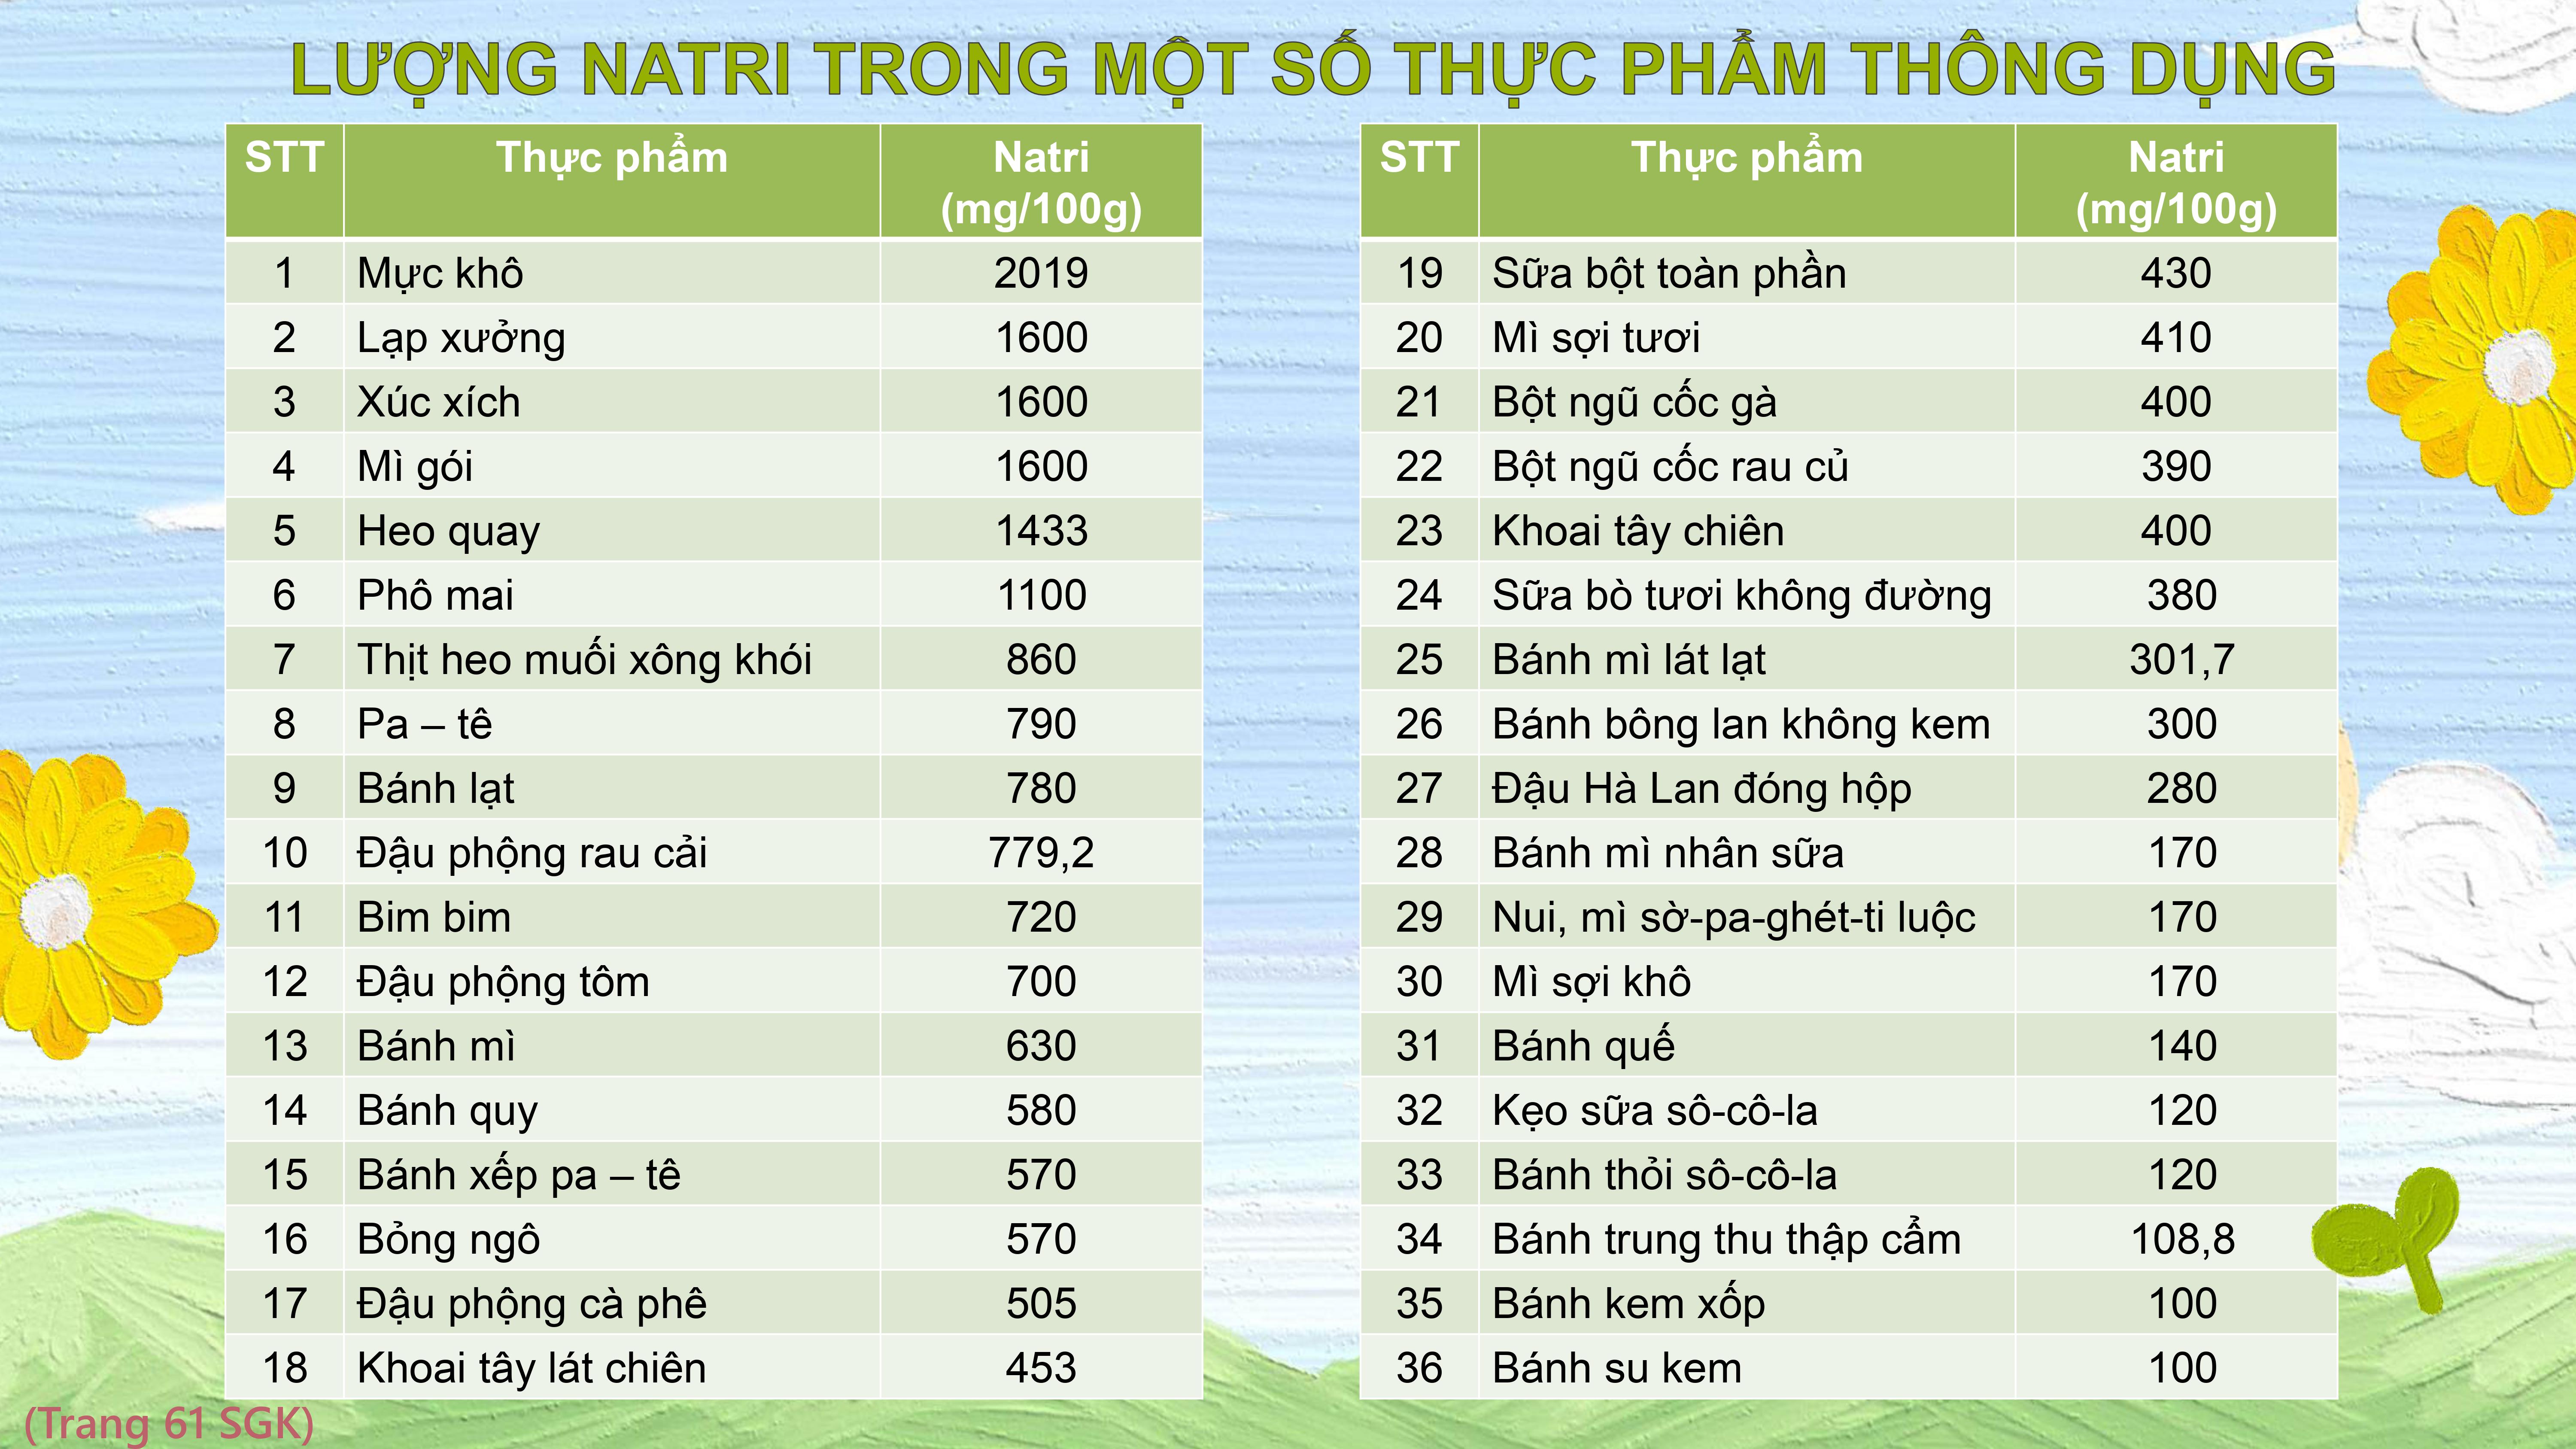 LƯỢNG NATRI TRONG MỘT SỐ THỰC PHẨM THÔNG DỤNG
STT Thực phẩm Natri
(mg/100g)
1 Mực khô 2019
2 Lạp xưởng 1600
3 Xúc xích 1600
4 Mì gói 1600
5 Heo quay 1433
6 Phô mai 1100
7 Thịt heo muối xông khói 860
8 Pa – tê 790
9 Bánh lạt 780
10 Đậu phộng rau cải 779,2
11 Bim bim 720
12 Đậu phộng tôm 700
13 Bánh mì 630
14 Bánh quy 580
15 Bánh xếp pa – tê 570
16 Bỏng ngô 570
17 Đậu phộng cà phê 505
18 Khoai tây lát chiên 453
STT Thực phẩm Natri
(mg/100g)
19 Sữa bột toàn phần 430
20 Mì sợi tươi 410
21 Bột ngũ cốc gà 400
22 Bột ngũ cốc rau củ 390
23 Khoai tây chiên 400
24 Sữa bò tươi không đường 380
25 Bánh mì lát lạt 301,7
26 Bánh bông lan không kem 300
27 Đậu Hà Lan đóng hộp 280
28 Bánh mì nhân sữa 170
29 Nui, mì sờ-pa-ghét-ti luộc 170
30 Mì sợi khô 170
31 Bánh quế 140
32 Kẹo sữa sô-cô-la 120
33 Bánh thỏi sô-cô-la 120
34 Bánh trung thu thập cẩm 108,8
35 Bánh kem xốp 100
36 Bánh su kem 100
(Trang 61 SGK)